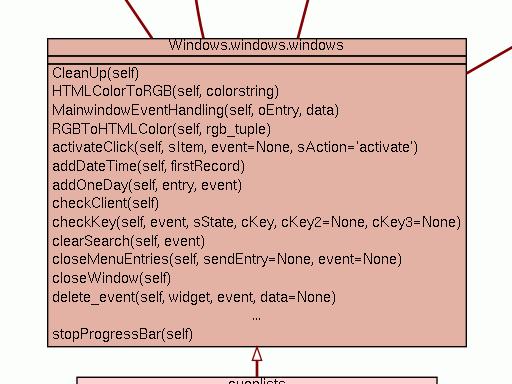 Windows.windows.windows
CleanUp(self)
HTMLColorToRGB(self, colorstring)
MainwindowEventHandling(self, oEntry, data)
RGBToHTMLColor(self, rgb_tuple)
activateClick(self, sItem, event=None, sAction='activate')
addDateTime(self, firstRecord)
addOneDay(self, entry, event)
checkClient(self)
checkKey(self, event, sState, cKey, cKey2=None, cKey3=None)
clearSearch(self, event)
closeMenuEntries(self, sendEntry=None, event=None)
closeWindow(self)
delete_event(self, widget, event, data=None)
...
stopProgressBar(self)